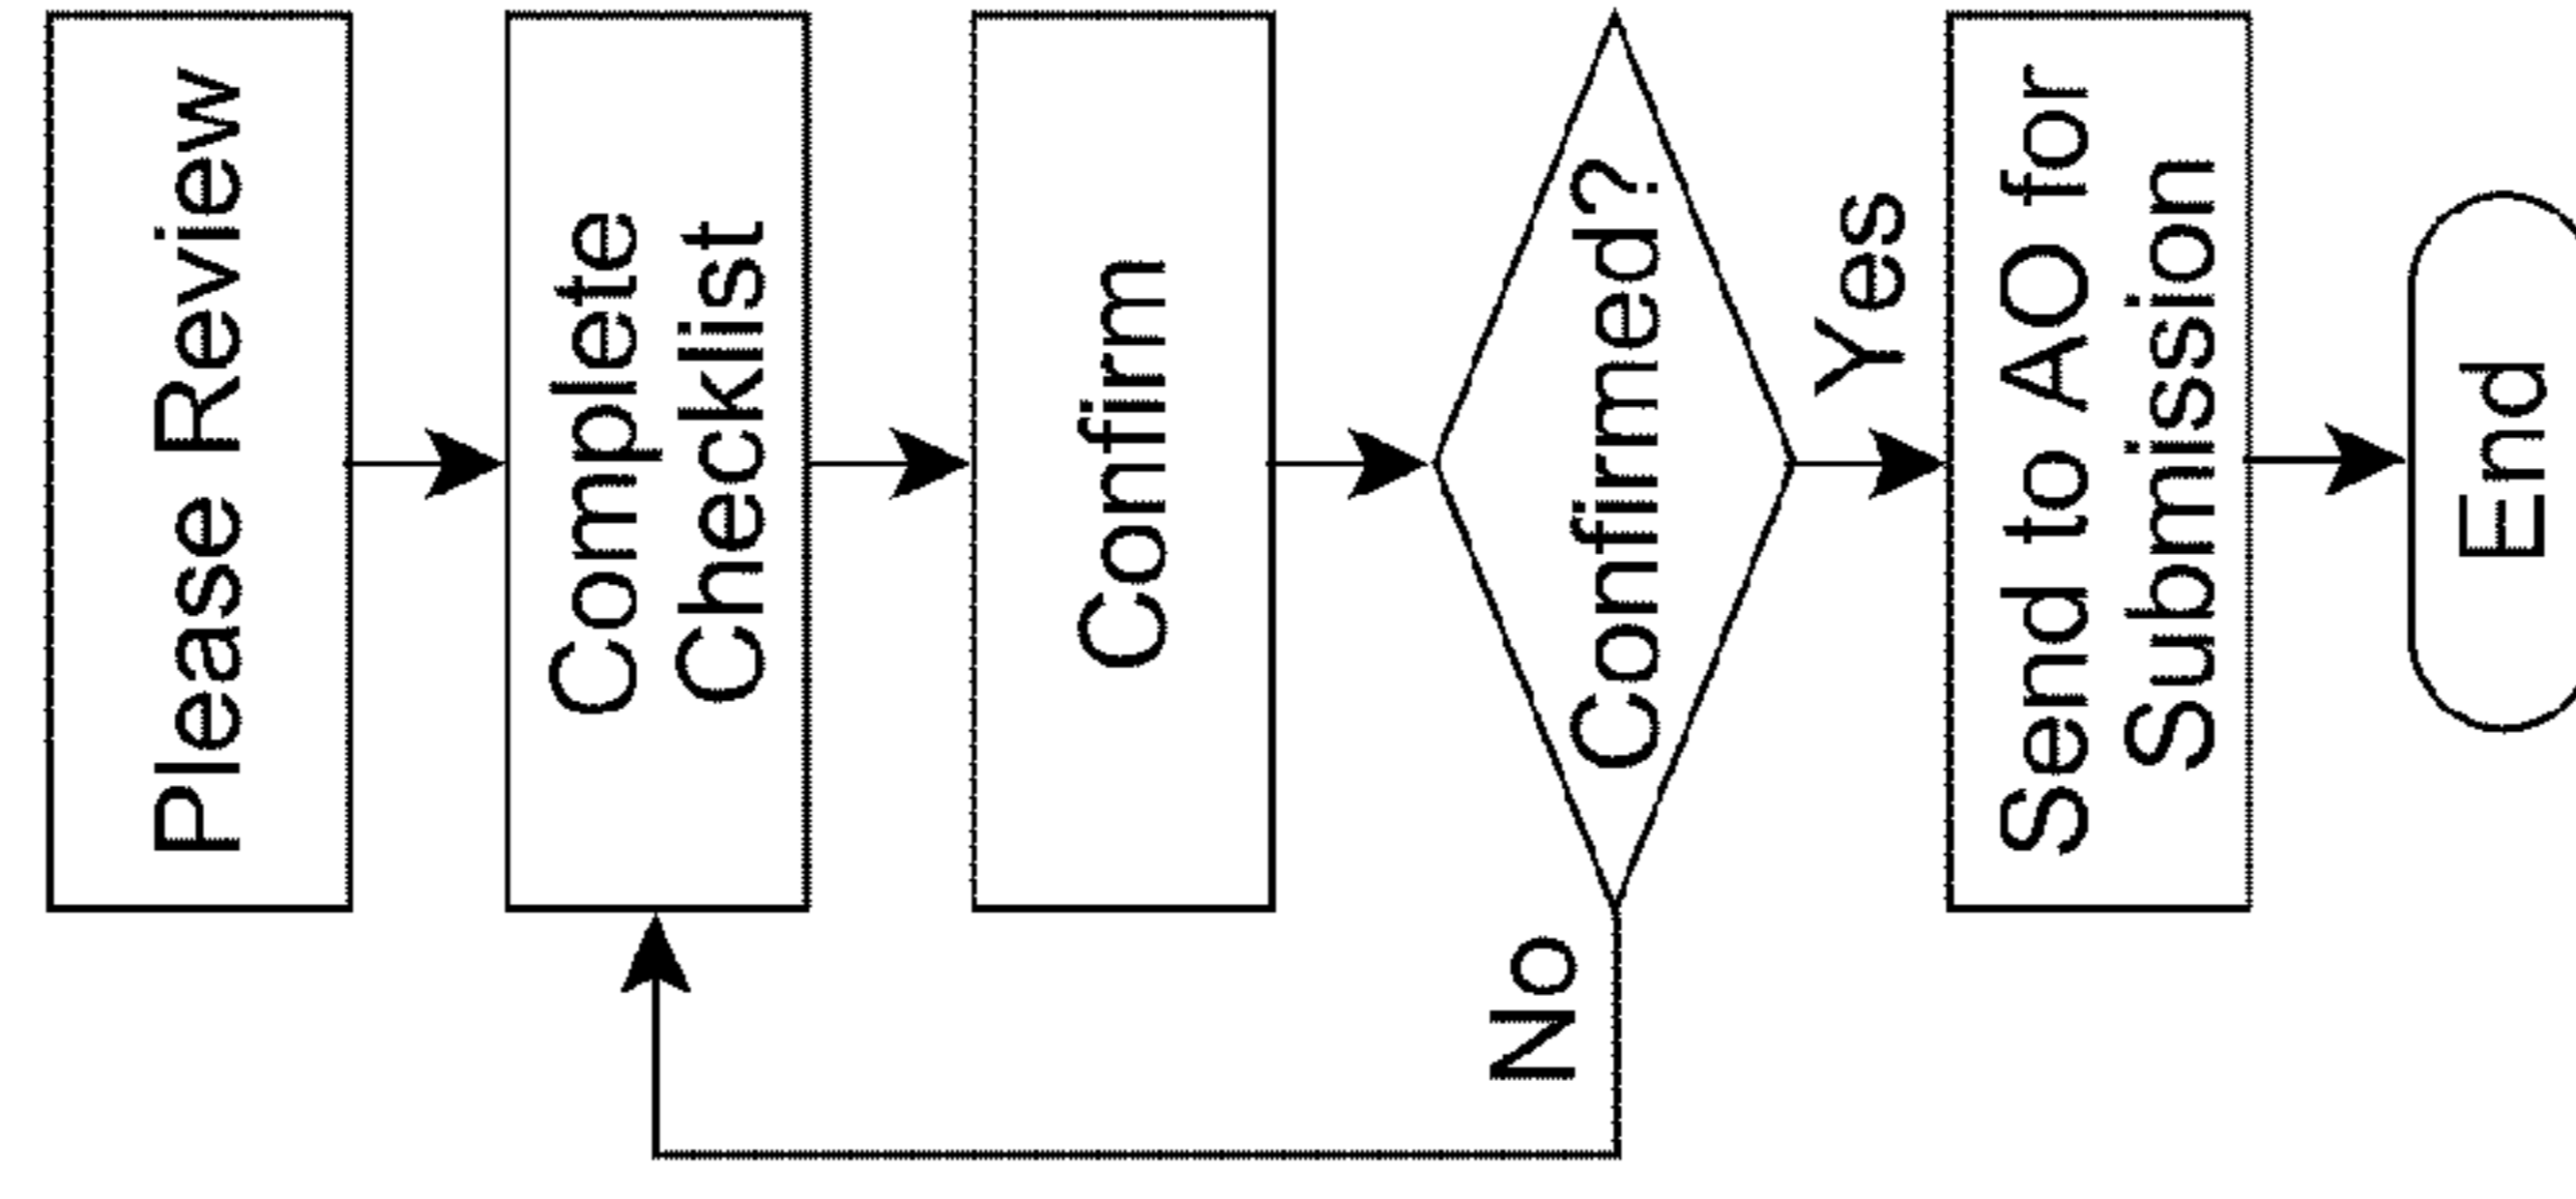 Please Review
Complete
Checklist
Confirm
Confirmed?
No
Yes
Send to AO for
Submission
End